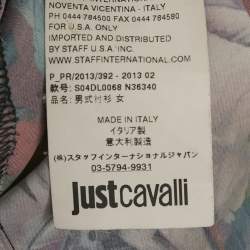 NOVENTA VICENTINA - ITALY
PH 0444 784500 FAX 0444 784580
FOR U.S.A. ONLY
IMPORTED AND DISTRIBUTED
BY STAFF U.S.A. INC.
WWW.STAFFINTERNATIONAL.COM
P_PR/2013/392 - 2013 02
款号: S04DL0068 N36340
品名: 男式衬衫 女
MADE IN ITALY
イタリア製
意大利製造
(株)スタッフインターナショナルジャパン
03-5794-9931
justcavalli